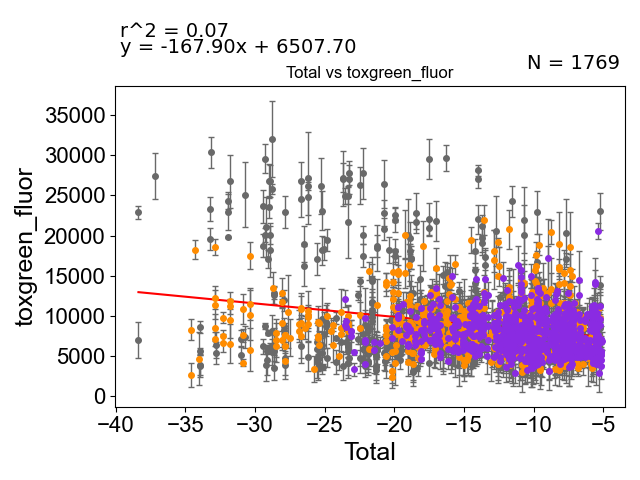 r^2 = 0.07
y = -167.90x + 6507.70
N = 1769
Total vs toxgreen_fluor
35000
30000
25000
20000
15000
10000
5000
0
toxgreen_fluor
−40
−35
−30
−25
−20
−15
−10
−5
Total